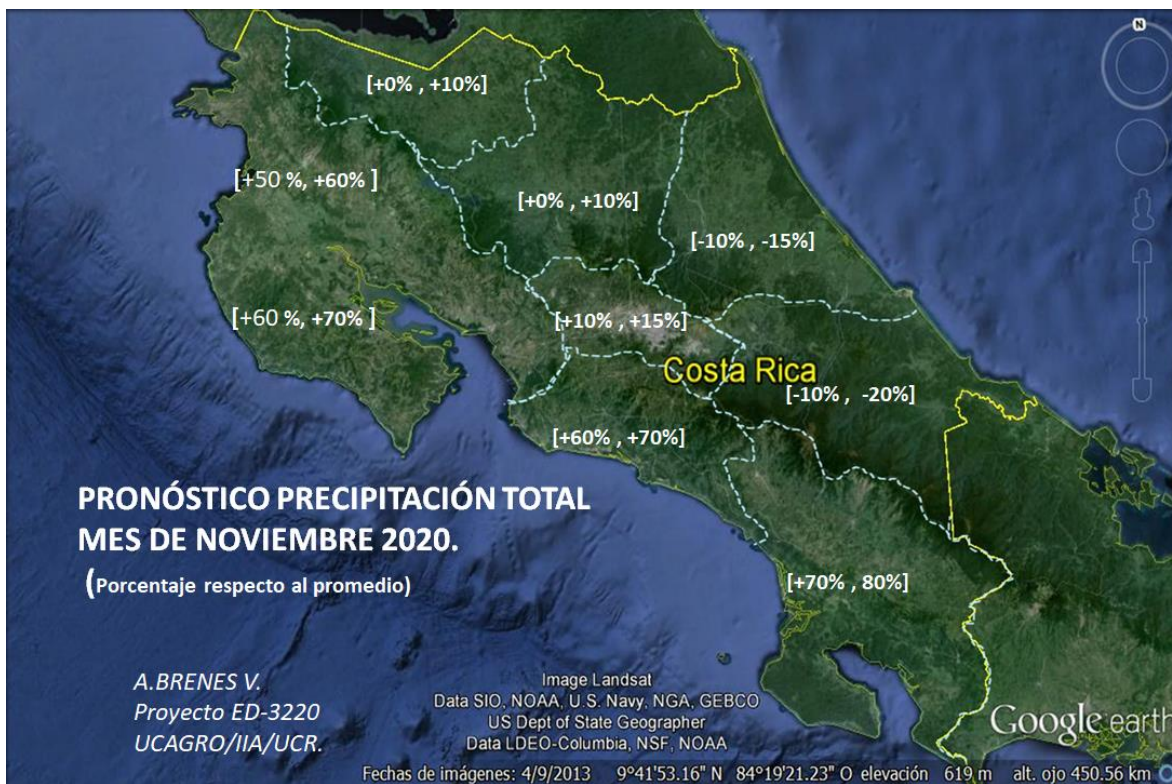 N
[+0% , +10%]
[+50 %, +60% ]
[+0% , +10%]
[-10% , -15%]
[+60 %, +70% ]
[+10% , +15%]
Costa Rica
[-10% , -20%]
[+60% , +70%]
PRONÓSTICO PRECIPITACIÓN TOTAL
MES DE NOVIEMBRE 2020.
(Porcentaje respecto al promedio)
[+70% , 80%]
A.BRENES V.
Proyecto ED-3220
UCAGRO/IIA/UCR.
Image Landsat
Data SIO, NOAA, U.S. Navy, NGA, GEBCO
US Dept of State Geographer
Data LDEO-Columbia, NSF, NOAA
Google earth
Fechas de imágenes: 4/9/2013 9°41'53.16" N 84°19'21.23" O elevación 619 m alt. ojo 450.56 km